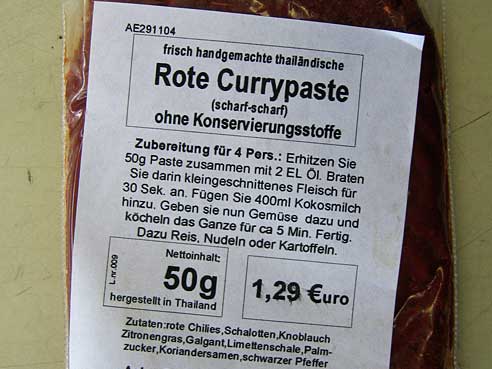 AE291104
frisch handgemachte thailändische
Rote Currypaste
(scharf-scharf)
ohne Konservierungsstoffe
Zubereitung für 4 Pers.: Erhitzen Sie
50g Paste zusammen mit 2 EL Öl. Braten
Sie darin kleingeschnittenes Fleisch für
30 Sek. an. Fügen Sie 400ml Kokosmilch
hinzu. Geben sie nun Gemüse dazu und
köcheln das Ganze für ca 5 Min. Fertig.
Dazu Reis, Nudeln oder Kartoffeln.
L.nr.009
Nettoinhalt:
50g
hergestellt in Thailand
1,29 €uro
Zutaten:rote Chilies,Schalotten,Knoblauch
Zitronengras,Galgant,Limettenschale,Palm-
zucker,Koriandersamen,schwarzer Pfeffer